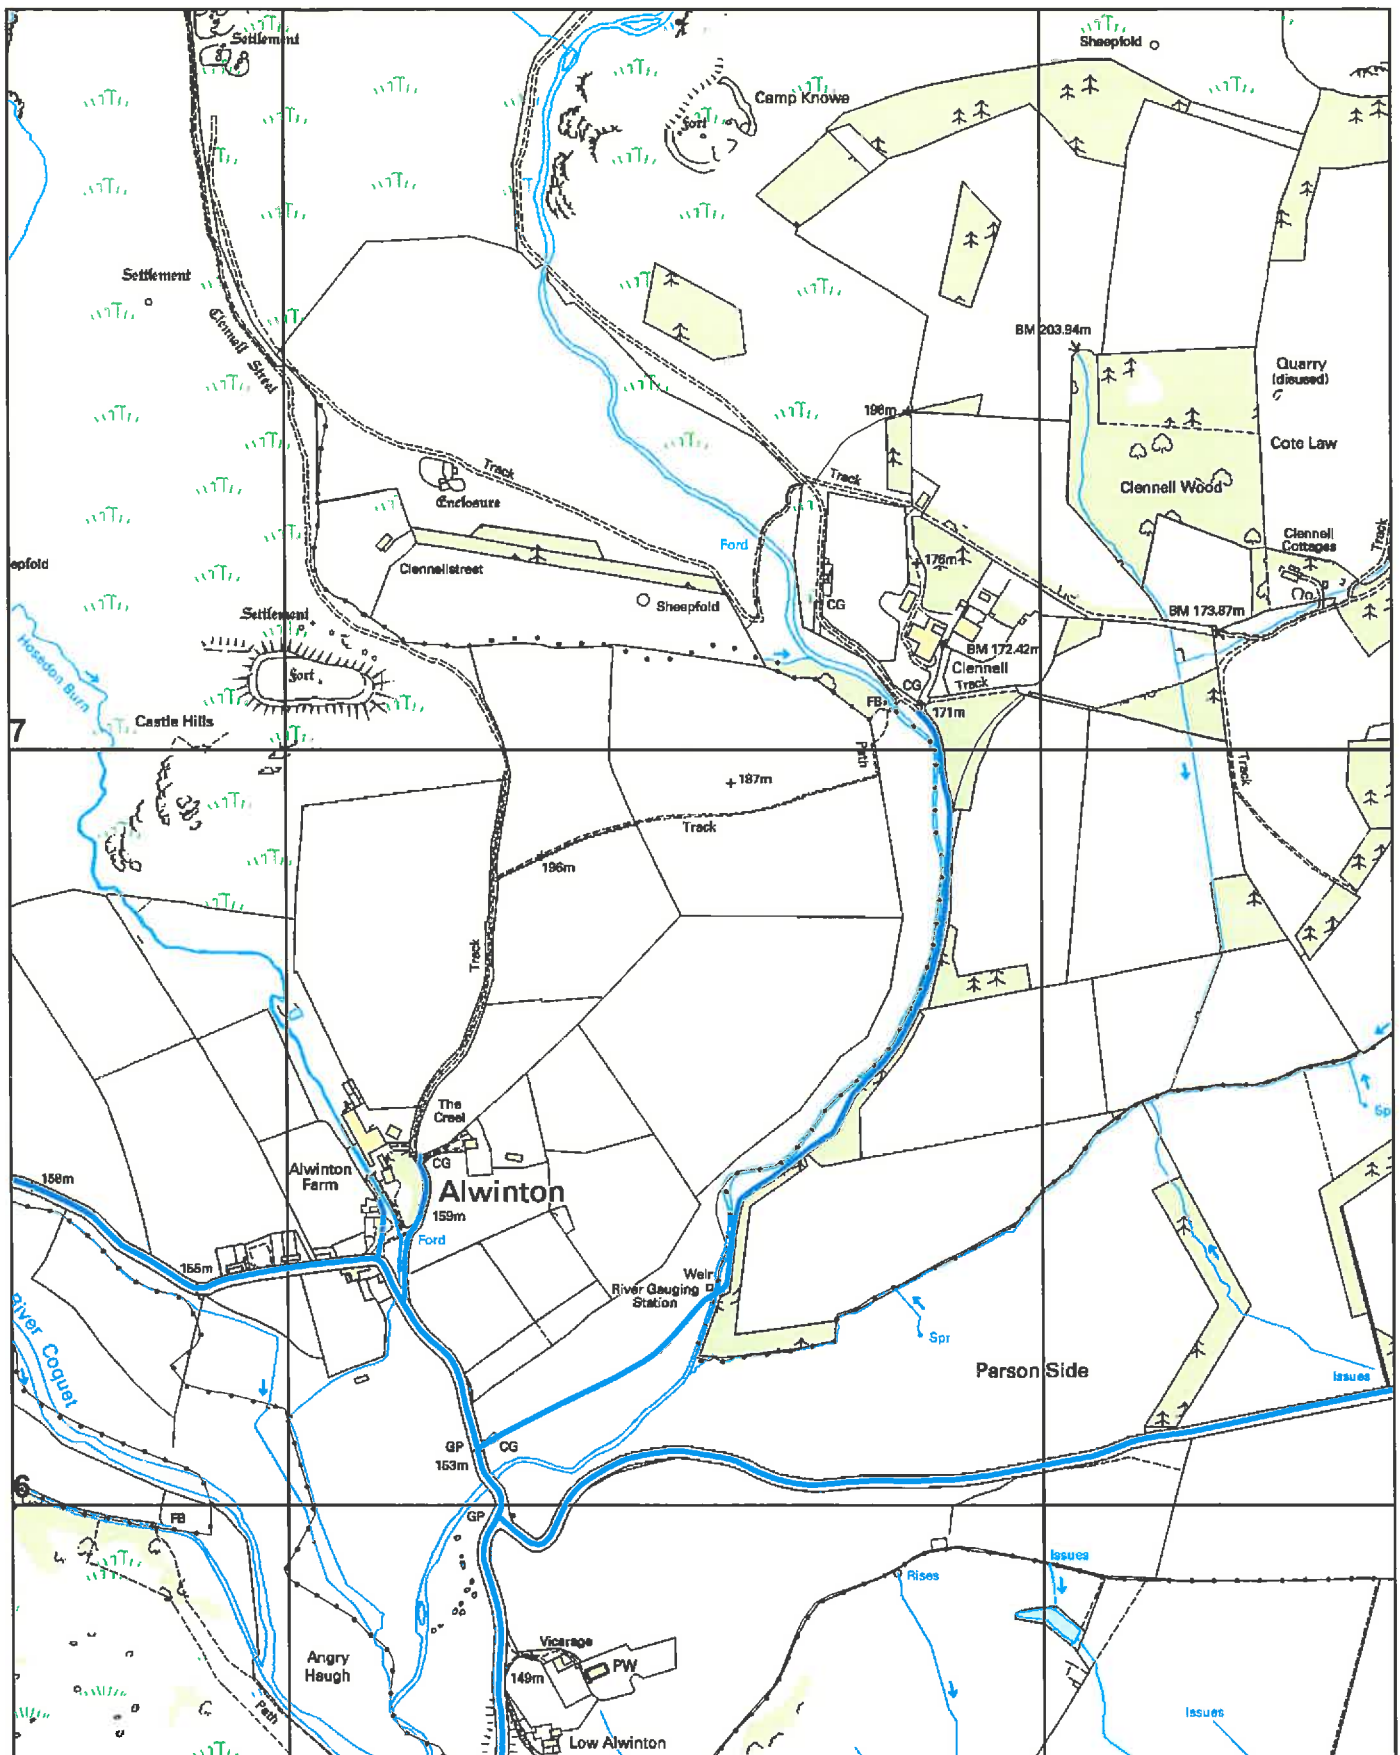 Settlement
Sheepfold
Camp Knowe
Fort
Settlement
Clennell Street
BM 203.94m
Quarry
(disused)
198m
Cote Law
Track
Track
Enclosure
Clennell Wood
Ford
Clennell
Cottages
Track
epfold
Clennellstreet
176m
Sheepfold
CG
BM 173.87m
Settlement
Hosedon Burn
BM 172.42m
Clennell
Fort
CG
Track
FB
171m
Castle Hills
7
Path
Track
187m
Track
196m
Track
The
Creel
CG
Sp
Alwinton
Farm
158m
Alwinton
159m
Ford
155m
Weir
River Gauging
Station
River Coquet
Spr
Parson Side
Issues
GP
CG
153m
6
GP
FB
Issues
Rises
Vicarage
PW
Angry
Haugh
149m
Path
Issues
Low Alwinton